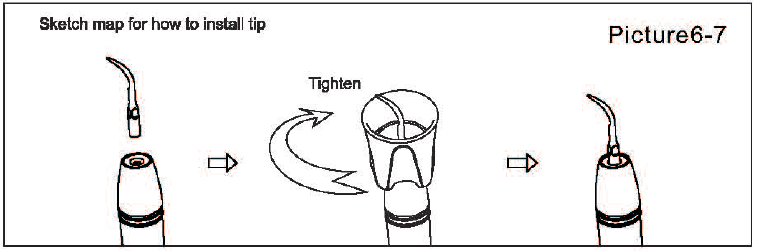 Sketch map for how to install tip
Picture6-7
Tighten